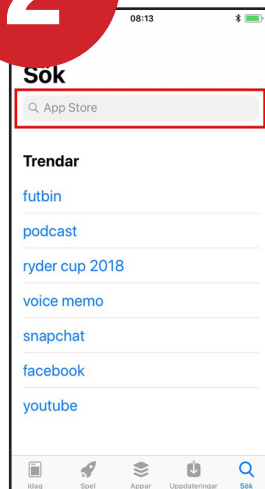 2
08:13
Sök
App Store
Trendar
futbin
podcast
ryder cup 2018
voice memo
snapchat
facebook
youtube
Idag Spel Appar Uppdateringar Sök